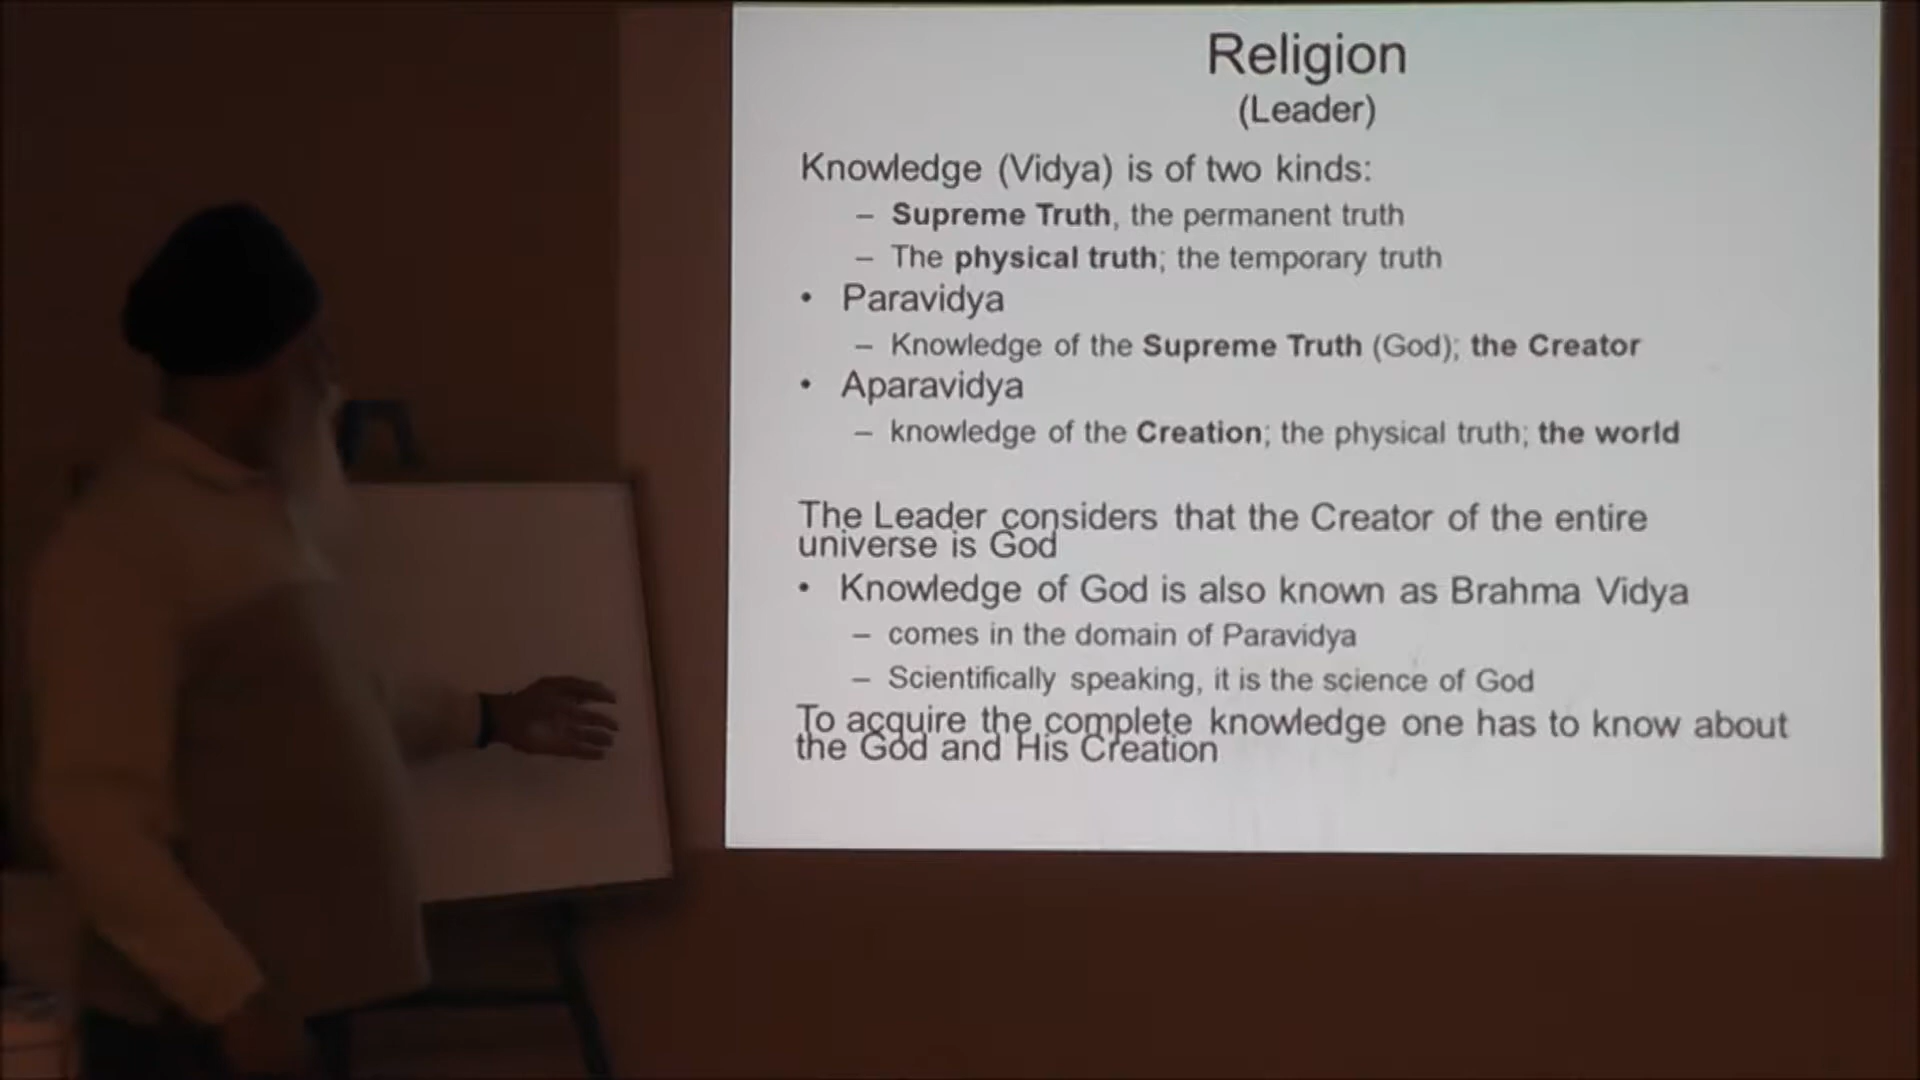 Religion
(Leader)
Knowledge (Vidya) is of two kinds:
– Supreme Truth, the permanent truth
– The physical truth; the temporary truth
• Paravidya
– Knowledge of the Supreme Truth (God); the Creator
• Aparavidya
– knowledge of the Creation; the physical truth; the world
The Leader considers that the Creator of the entire
universe is God
• Knowledge of God is also known as Brahma Vidya
– comes in the domain of Paravidya
– Scientifically speaking, it is the science of God
To acquire the complete knowledge one has to know about
the God and His Creation